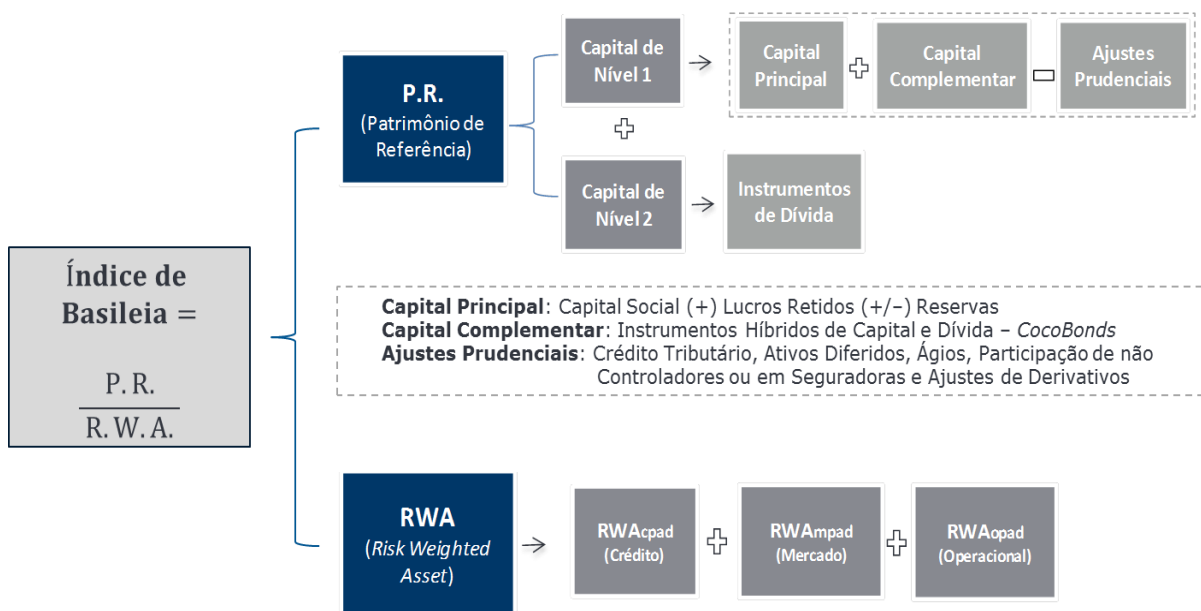 Índice de
Basileia =
P. R.
R. W. A.
P.R.
(Patrimônio de
Referência)
Capital de
Nível 1
Capital
Principal
Capital
Complementar
Ajustes
Prudenciais
Capital de
Nível 2
Instrumentos
de Dívida
Capital Principal: Capital Social (+) Lucros Retidos (+/–) Reservas
Capital Complementar: Instrumentos Híbridos de Capital e Dívida – CocoBonds
Ajustes Prudenciais: Crédito Tributário, Ativos Diferidos, Ágios, Participação de não
Controladores ou em Seguradoras e Ajustes de Derivativos
RWA
(Risk Weighted
Asset)
RWAcpad
(Crédito)
RWAmpad
(Mercado)
RWAopad
(Operacional)